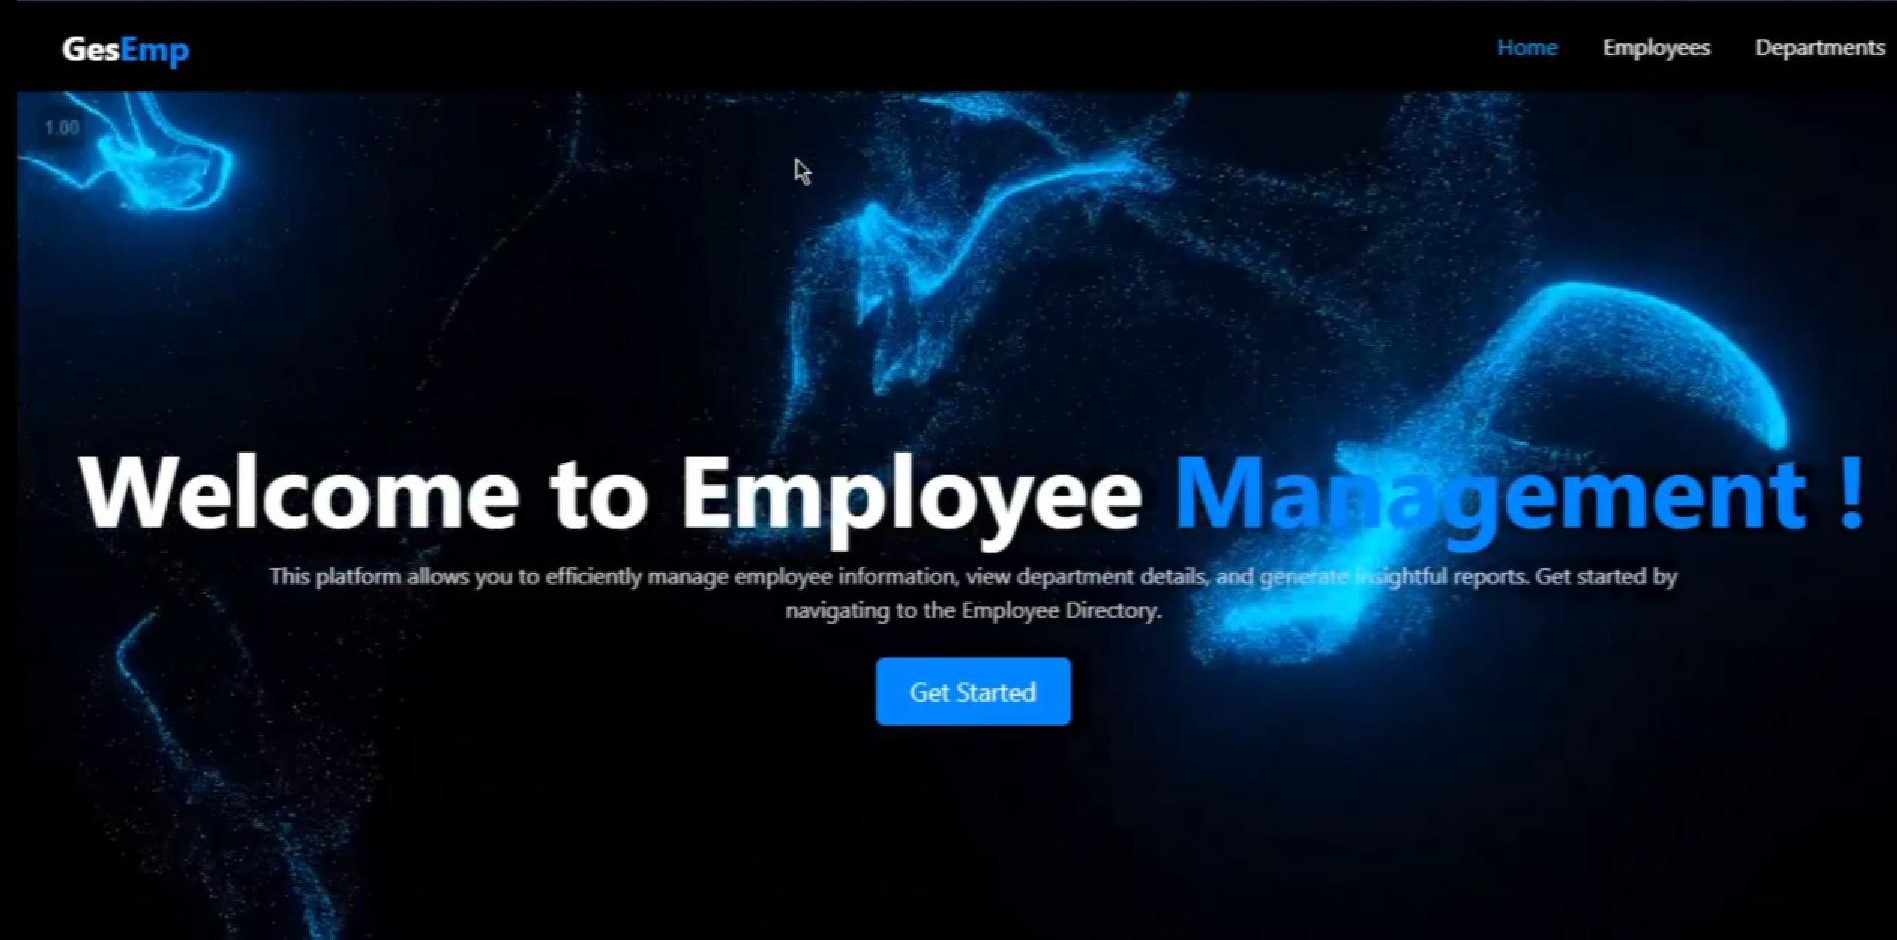 GesEmp
Home Employees Departments
1.00
Welcome to Employee Management !
This platform allows you to efficiently manage employee information, view department details, and generate insightful reports. Get started by
navigating to the Employee Directory.
Get Started